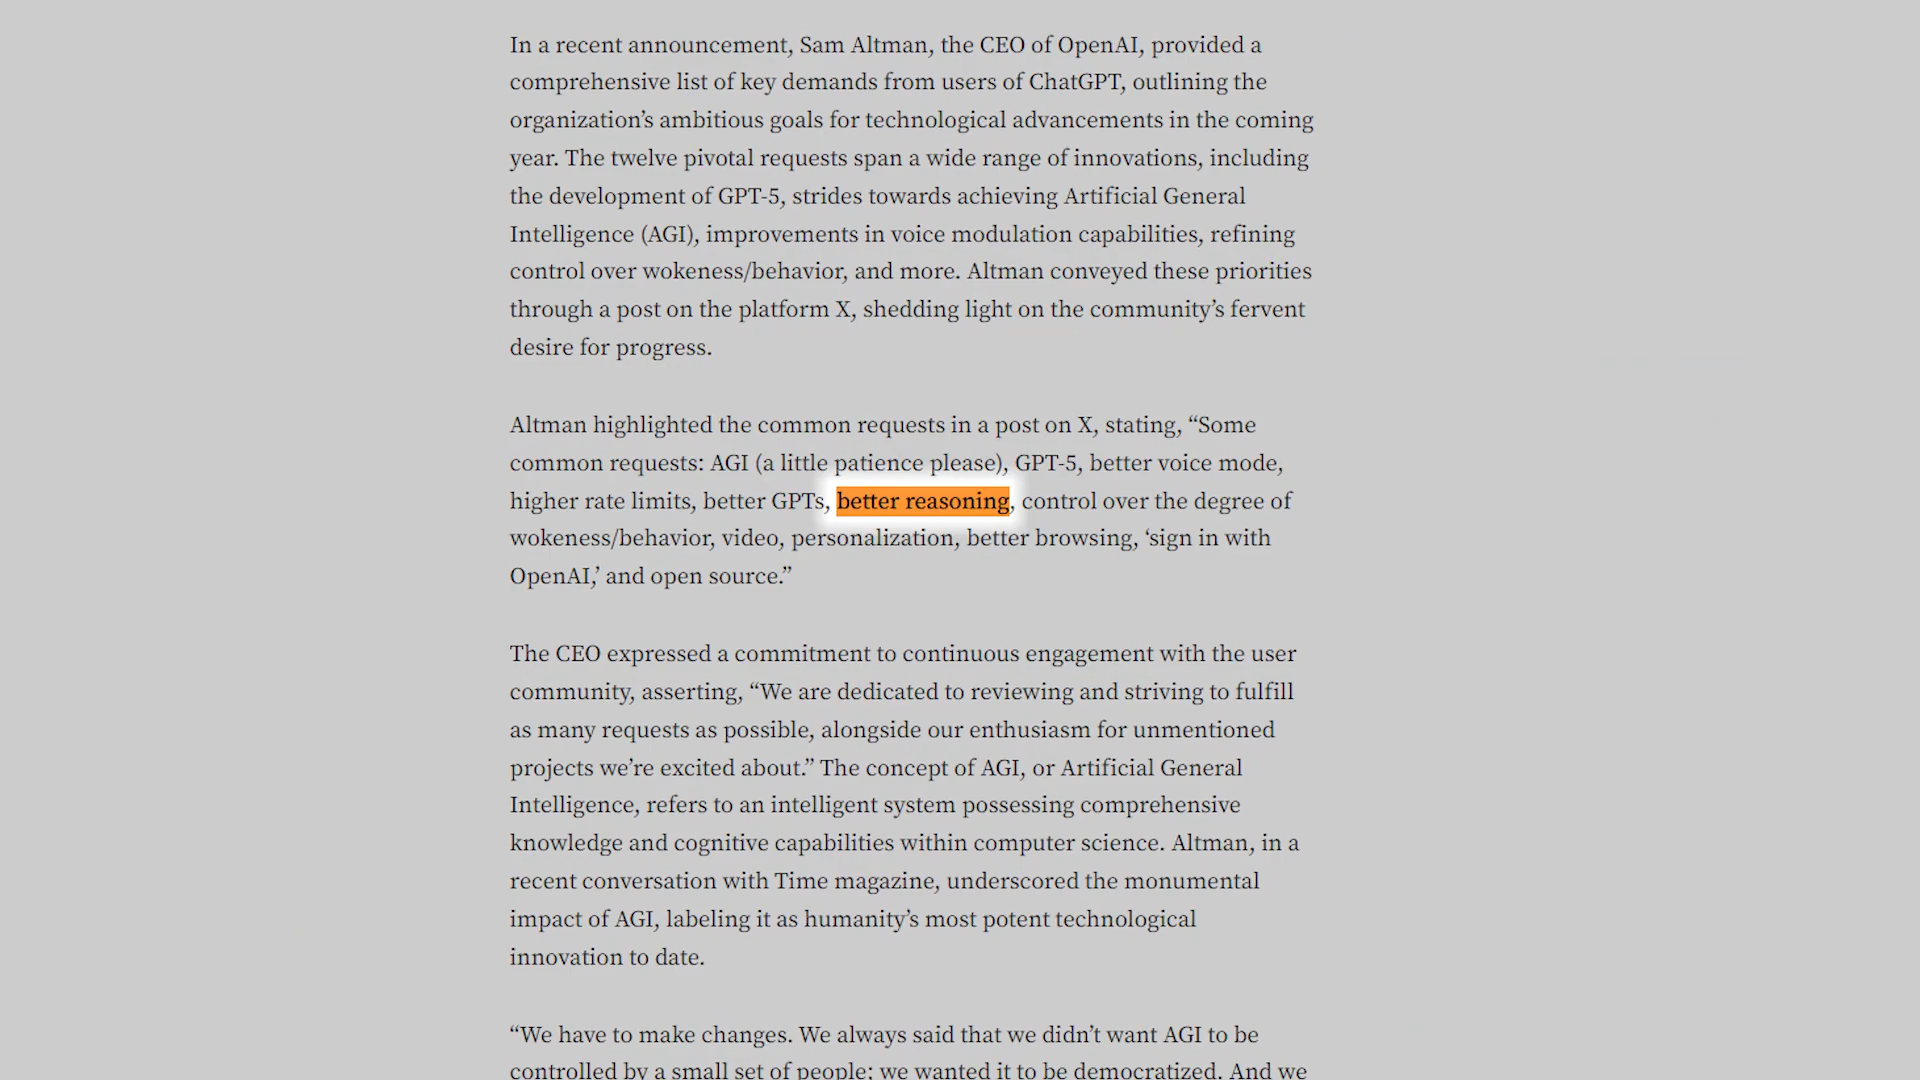 In a recent announcement, Sam Altman, the CEO of OpenAI, provided a
comprehensive list of key demands from users of ChatGPT, outlining the
organization’s ambitious goals for technological advancements in the coming
year. The twelve pivotal requests span a wide range of innovations, including
the development of GPT-5, strides towards achieving Artificial General
Intelligence (AGI), improvements in voice modulation capabilities, refining
control over wokeness/behavior, and more. Altman conveyed these priorities
through a post on the platform X, shedding light on the community’s fervent
desire for progress.
Altman highlighted the common requests in a post on X, stating, “Some
common requests: AGI (a little patience please), GPT-5, better voice mode,
higher rate limits, better GPTs, better reasoning, control over the degree of
wokeness/behavior, video, personalization, better browsing, ‘sign in with
OpenAI,’ and open source.”
The CEO expressed a commitment to continuous engagement with the user
community, asserting, “We are dedicated to reviewing and striving to fulfill
as many requests as possible, alongside our enthusiasm for unmentioned
projects we’re excited about.” The concept of AGI, or Artificial General
Intelligence, refers to an intelligent system possessing comprehensive
knowledge and cognitive capabilities within computer science. Altman, in a
recent conversation with Time magazine, underscored the monumental
impact of AGI, labeling it as humanity’s most potent technological
innovation to date.
“We have to make changes. We always said that we didn’t want AGI to be
controlled by a small set of people; we wanted it to be democratized. And we